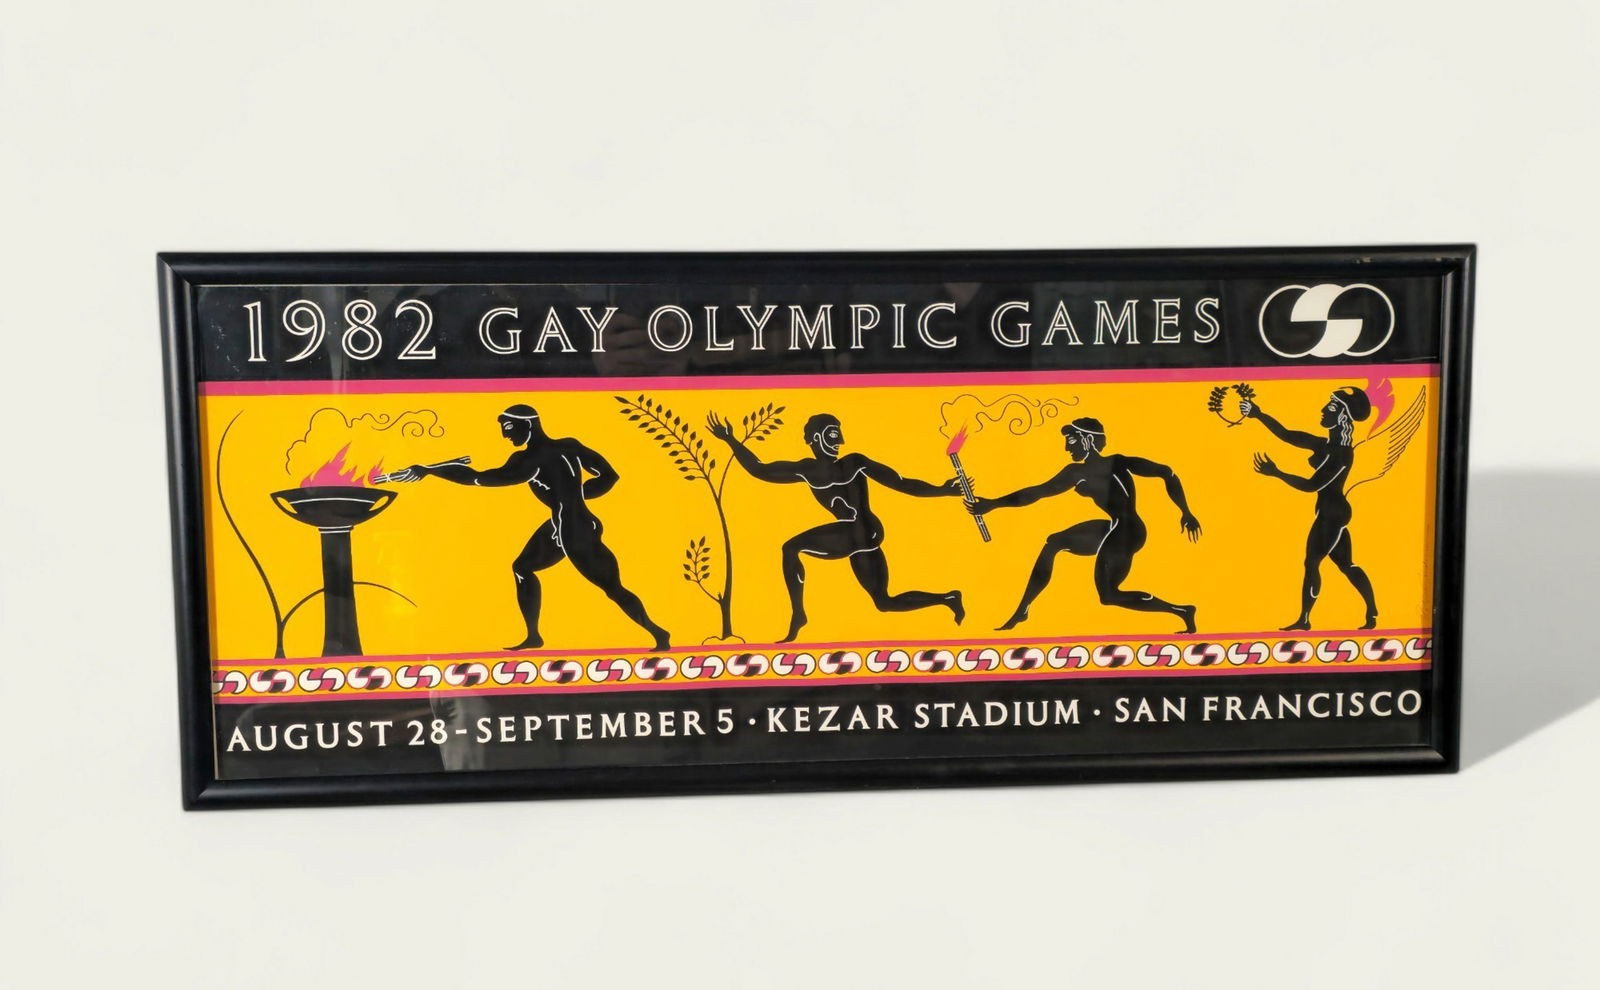 1982 GAY OLYMPIC GAMES
AUGUST 28-SEPTEMBER 5 · KEZAR STADIUM · SAN FRANCISCO